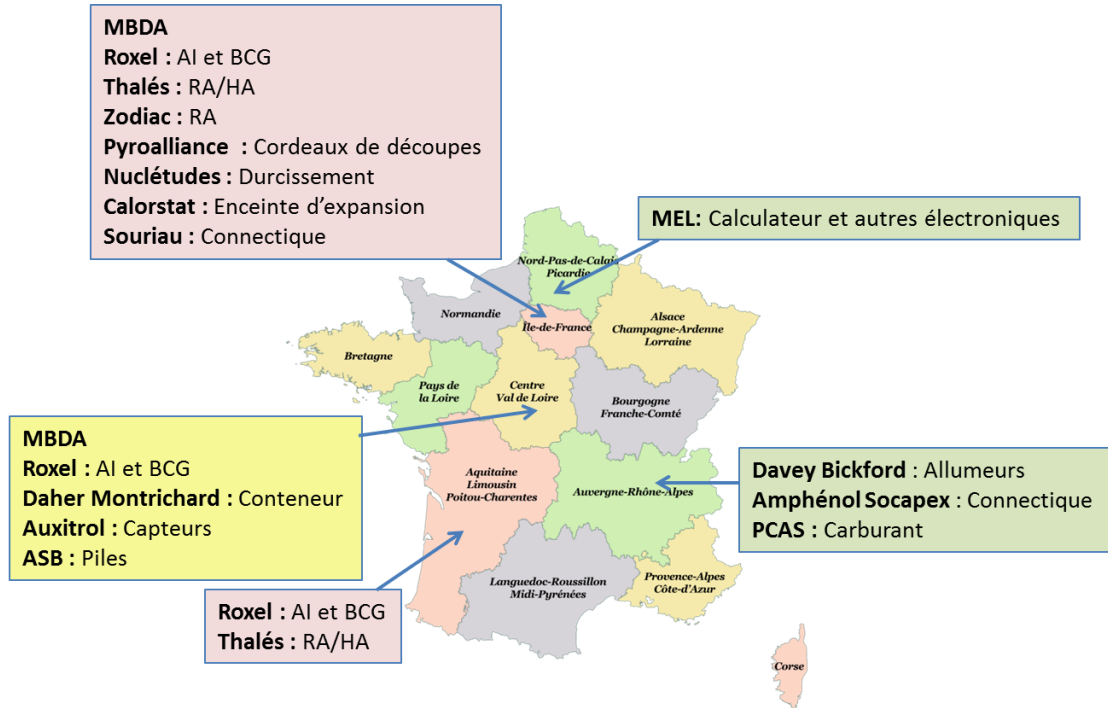 MBDA
Roxel : AI et BCG
Thalés : RA/HA
Zodiac : RA
Pyroalliance : Cordeaux de découpes
Nuclétudes : Durcissement
Calorstat : Enceinte d'expansion
Souriau : Connectique
MEL: Calculateur et autres électroniques
Nord-Pas-de-Calais
Picardie
Normandie
Île-de-France
Alsace
Champagne-Ardenne
Lorraine
Bretagne
Pays de
la Loire
Centre
Val de Loire
Bourgogne
Franche-Comté
MBDA
Roxel : AI et BCG
Daher Montrichard : Conteneur
Auxitrol : Capteurs
ASB : Piles
Aquitaine
Limousin
Poitou-Charentes
Auvergne-Rhône-Alpes
Davey Bickford : Allumeurs
Amphénol Socapex : Connectique
PCAS : Carburant
Languedoc-Roussillon
Midi-Pyrénées
Provence-Alpes
Côte-d'Azur
Roxel : AI et BCG
Thalés : RA/HA
Corse